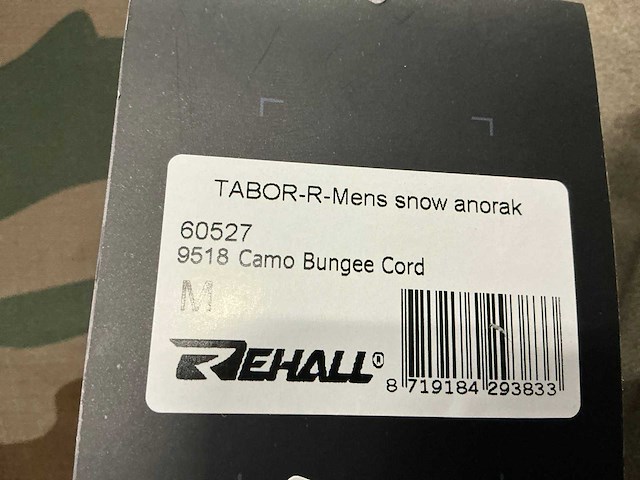 TABOR-R-Mens snow anorak
60527
9518 Camo Bungee Cord
M
REHALL®
8 719184 293833